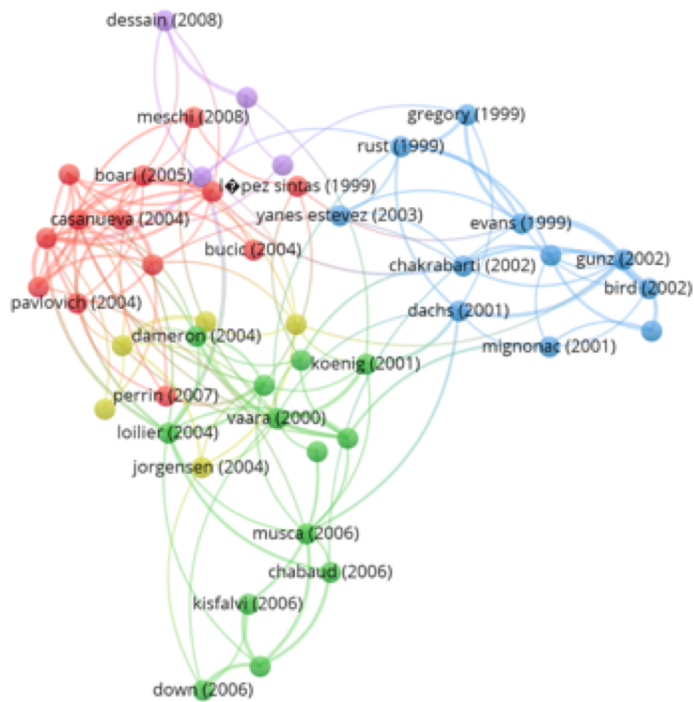 dessain (2008)
meschi (2008)
gregory (1999)
rust (1999)
boari (2005)
l�pez sintas (1999)
casanueva (2004)
yanes estevez (2003)
evans (1999)
bucic (2004)
chakrabarti (2002)
gunz (2002)
bird (2002)
pavlovich (2004)
dachs (2001)
dameron (2004)
mignonac (2001)
koenig (2001)
perrin (2007)
vaara (2000)
loilier (2004)
jorgensen (2004)
musca (2006)
chabaud (2006)
kisfalvi (2006)
down (2006)